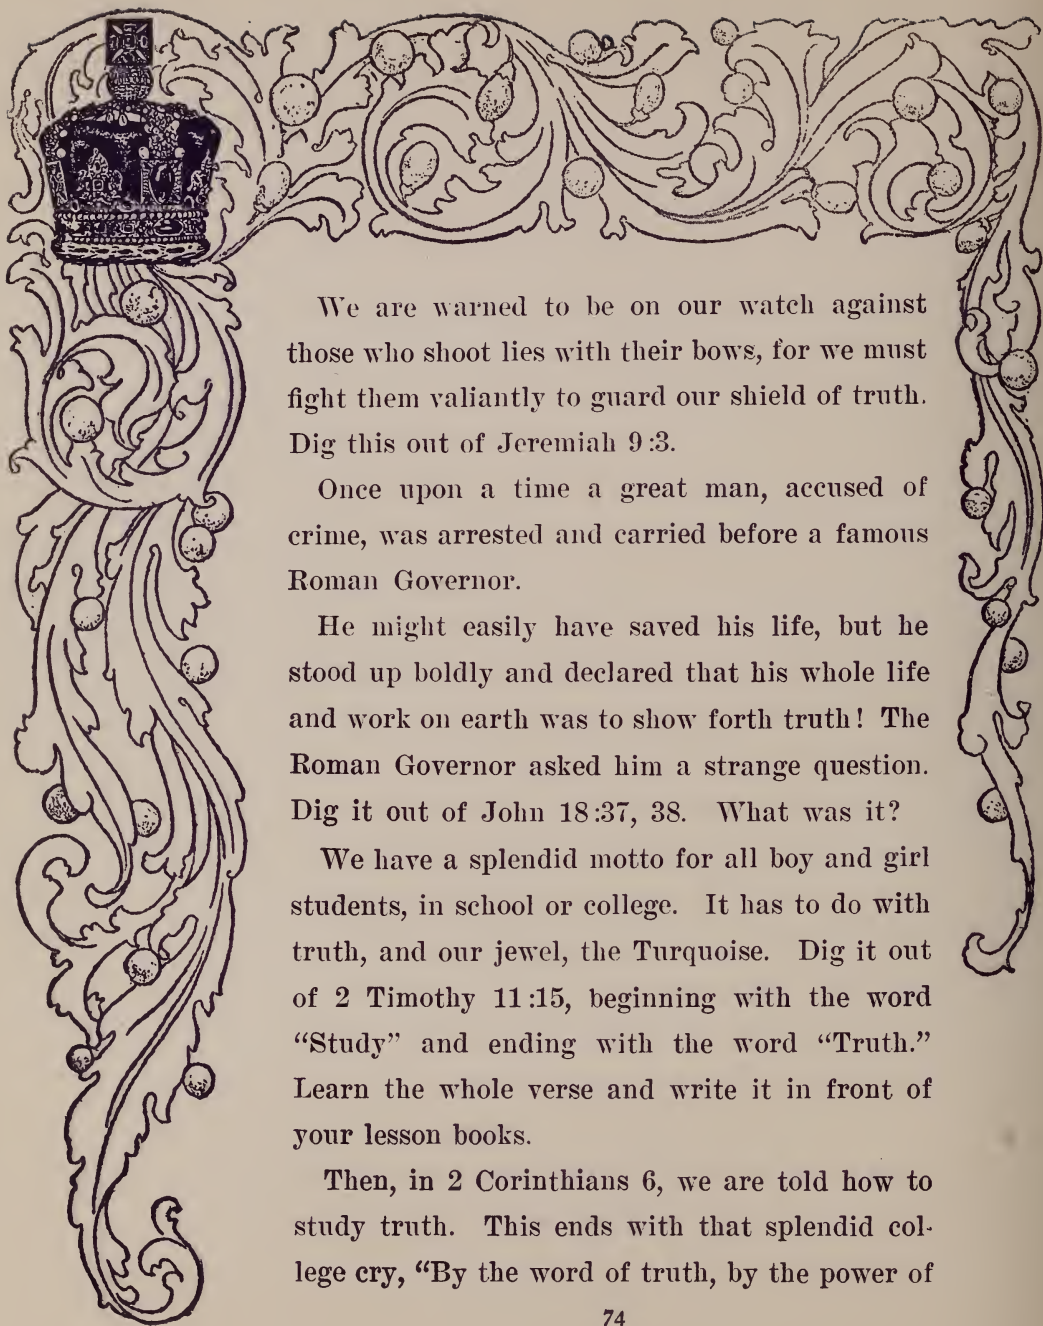 We are warned to be on our watch against
those who shoot lies with their bows, for we must
fight them valiantly to guard our shield of truth.
Dig this out of Jeremiah 9:3.
Once upon a time a great man, accused of
crime, was arrested and carried before a famous
Roman Governor.
He might easily have saved his life, but he
stood up boldly and declared that his whole life
and work on earth was to show forth truth! The
Roman Governor asked him a strange question.
Dig it out of John 18:37, 38. What was it?
We have a splendid motto for all boy and girl
students, in school or college. It has to do with
truth, and our jewel, the Turquoise. Dig it out
of 2 Timothy 11:15, beginning with the word
“Study” and ending with the word “Truth.”
Learn the whole verse and write it in front of
your lesson books.
Then, in 2 Corinthians 6, we are told how to
study truth. This ends with that splendid col-
lege cry, “By the word of truth, by the power of
74